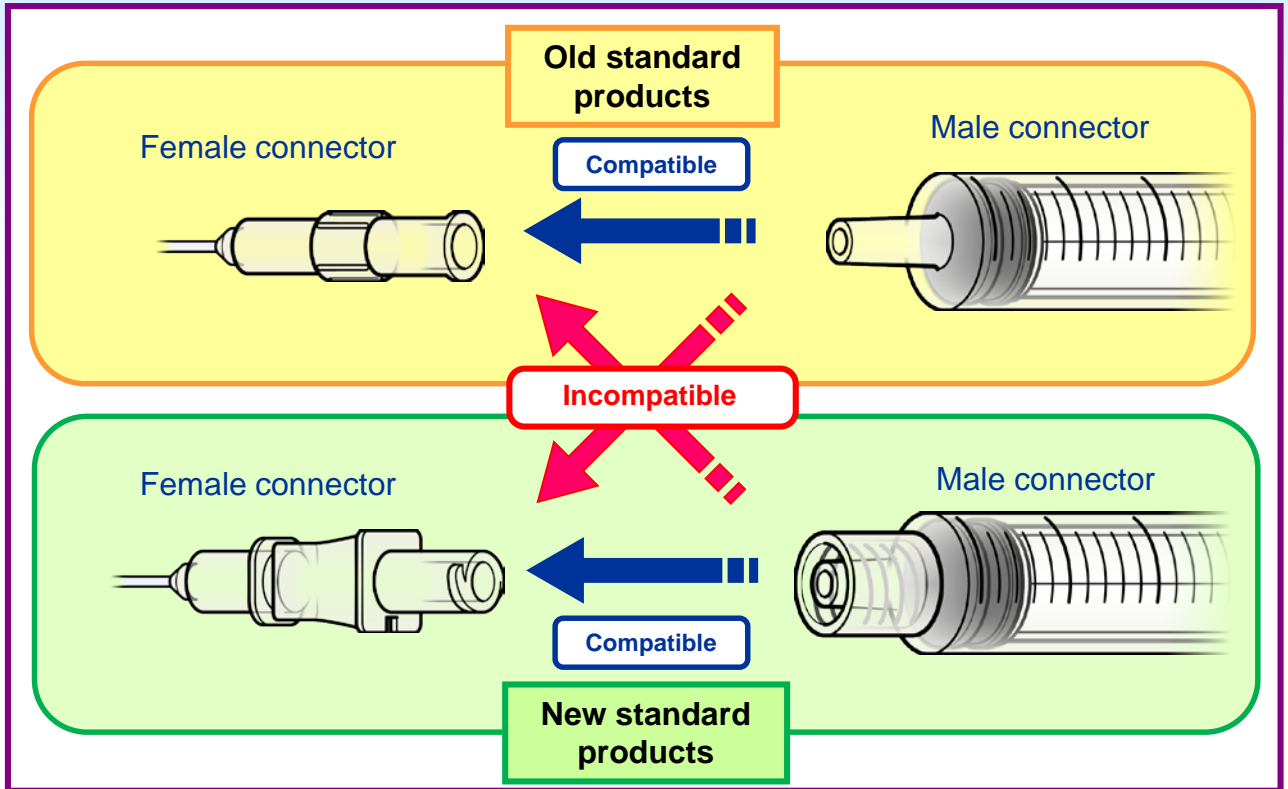 Old standard
products
Female connector
Compatible
Male connector
Incompatible
Female connector
Male connector
Compatible
New standard
products